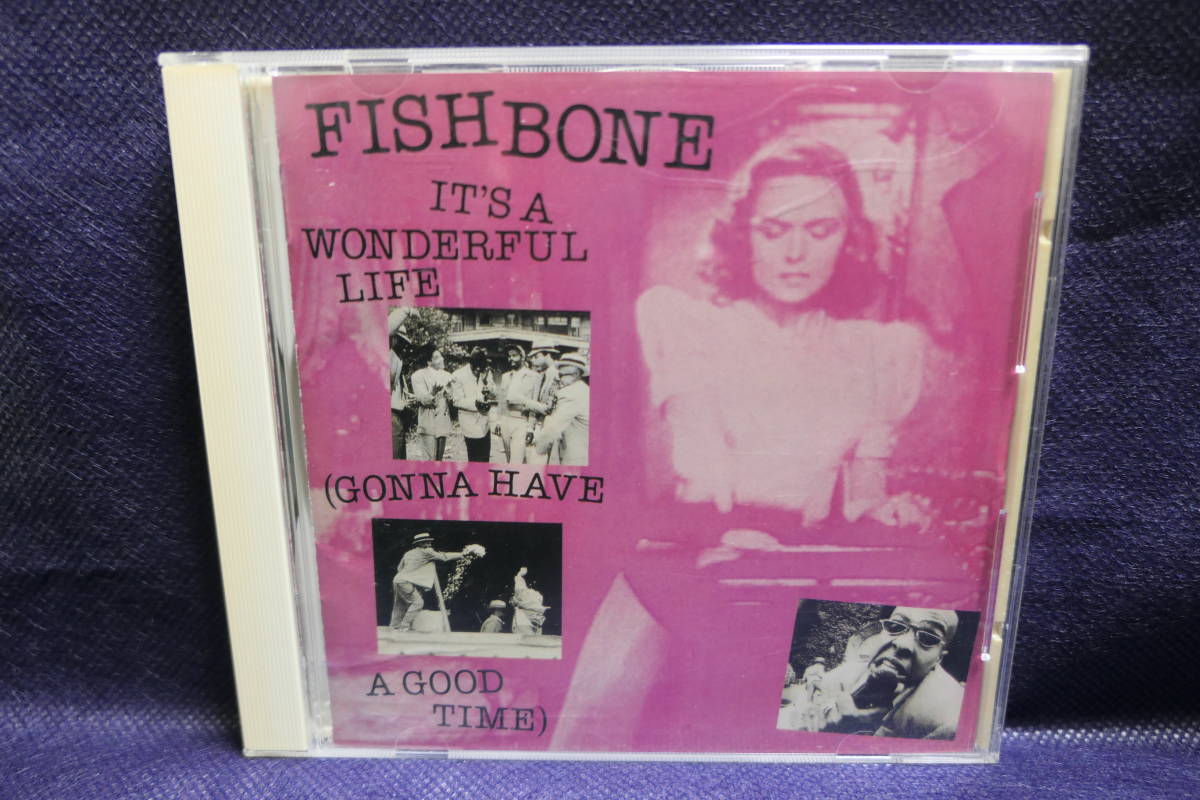 FISHBONE
IT'S A
WONDERFUL
LIFE
(GONNA HAVE
A GOOD
TIME)